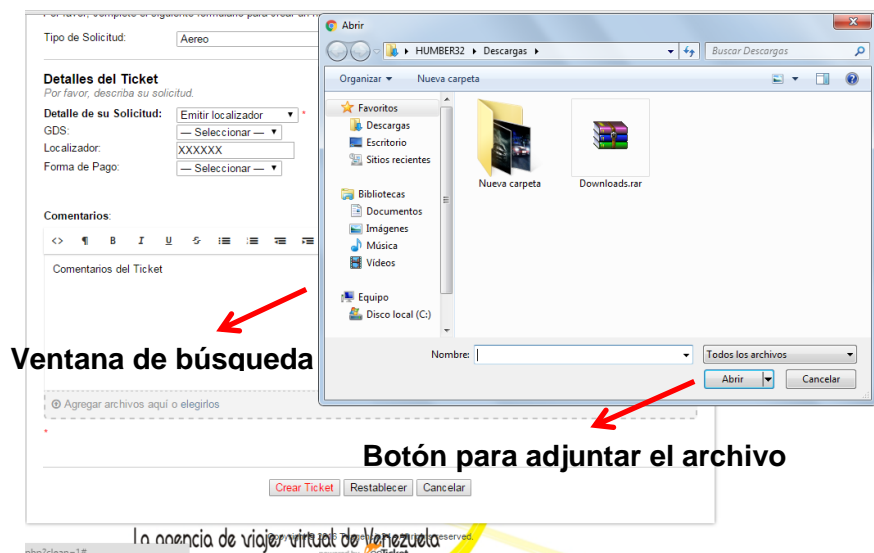 Por favor, complete el siguiente formulario para crear un
Tipo de Solicitud: Aereo
Detalles del Ticket
Por favor, describa su solicitud.
Detalle de su Solicitud: Emitir localizador ▼ *
GDS: — Seleccionar — ▼
Localizador: XXXXXX
Forma de Pago: — Seleccionar — ▼
Comentarios:
<> ¶ B I U S
Comentarios del Ticket
Ventana de búsqueda
Agregar archivos aquí o elegirlos
*
Abrir
HUMBER32 ▸ Descargas ▸
Buscar Descargas
Organizar ▼ Nueva carpeta
Favoritos
Descargas
Escritorio
Sitios recientes
Bibliotecas
Documentos
Imágenes
Música
Vídeos
Equipo
Disco local (C:)
Nueva carpeta
Downloads.rar
Nombre:
Todos los archivos
Abrir
Cancelar
Botón para adjuntar el archivo
Crear Ticket Restablecer Cancelar
La agencia de viajes virtual de Venezuela
php?clean=1#